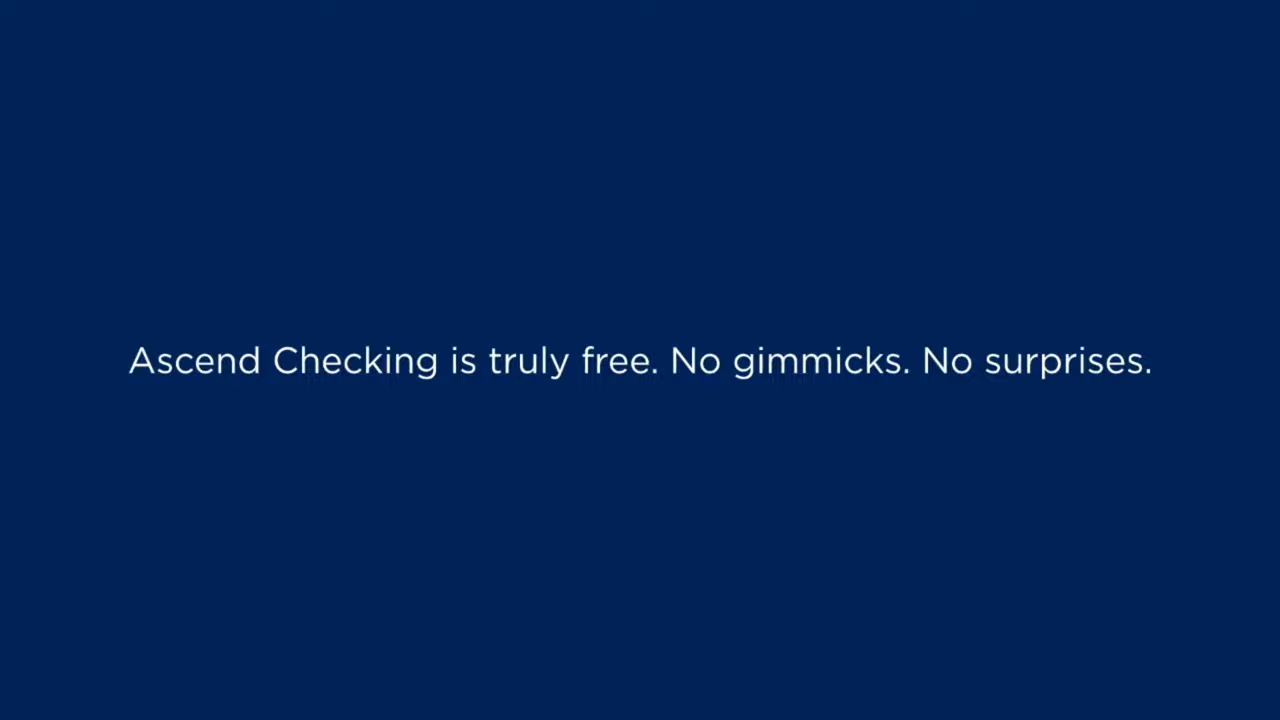 Ascend Checking is truly free. No gimmicks. No surprises.